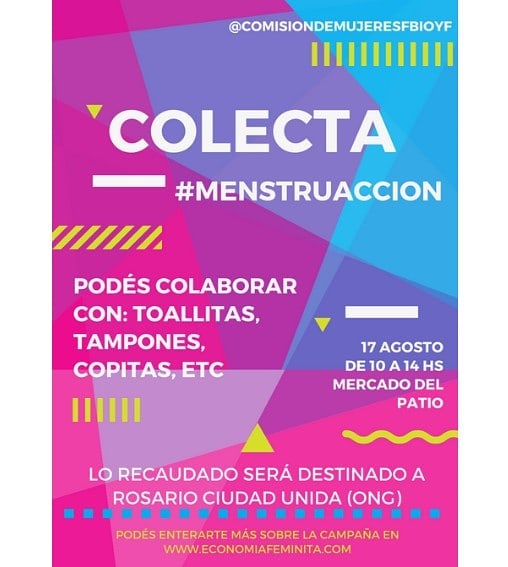 @COMISIONDEMUJERESFBIOYF
COLECTA
#MENSTRUACCION
PODÉS COLABORAR
CON: TOALLITAS,
TAMPONES,
COPITAS, ETC
17 AGOSTO
DE 10 A 14 HS
MERCADO DEL
PATIO
LO RECAUDADO SERÁ DESTINADO A
ROSARIO CIUDAD UNIDA (ONG)
PODÉS ENTERARTE MÁS SOBRE LA CAMPAÑA EN
WWW.ECONOMIAFEMINITA.COM